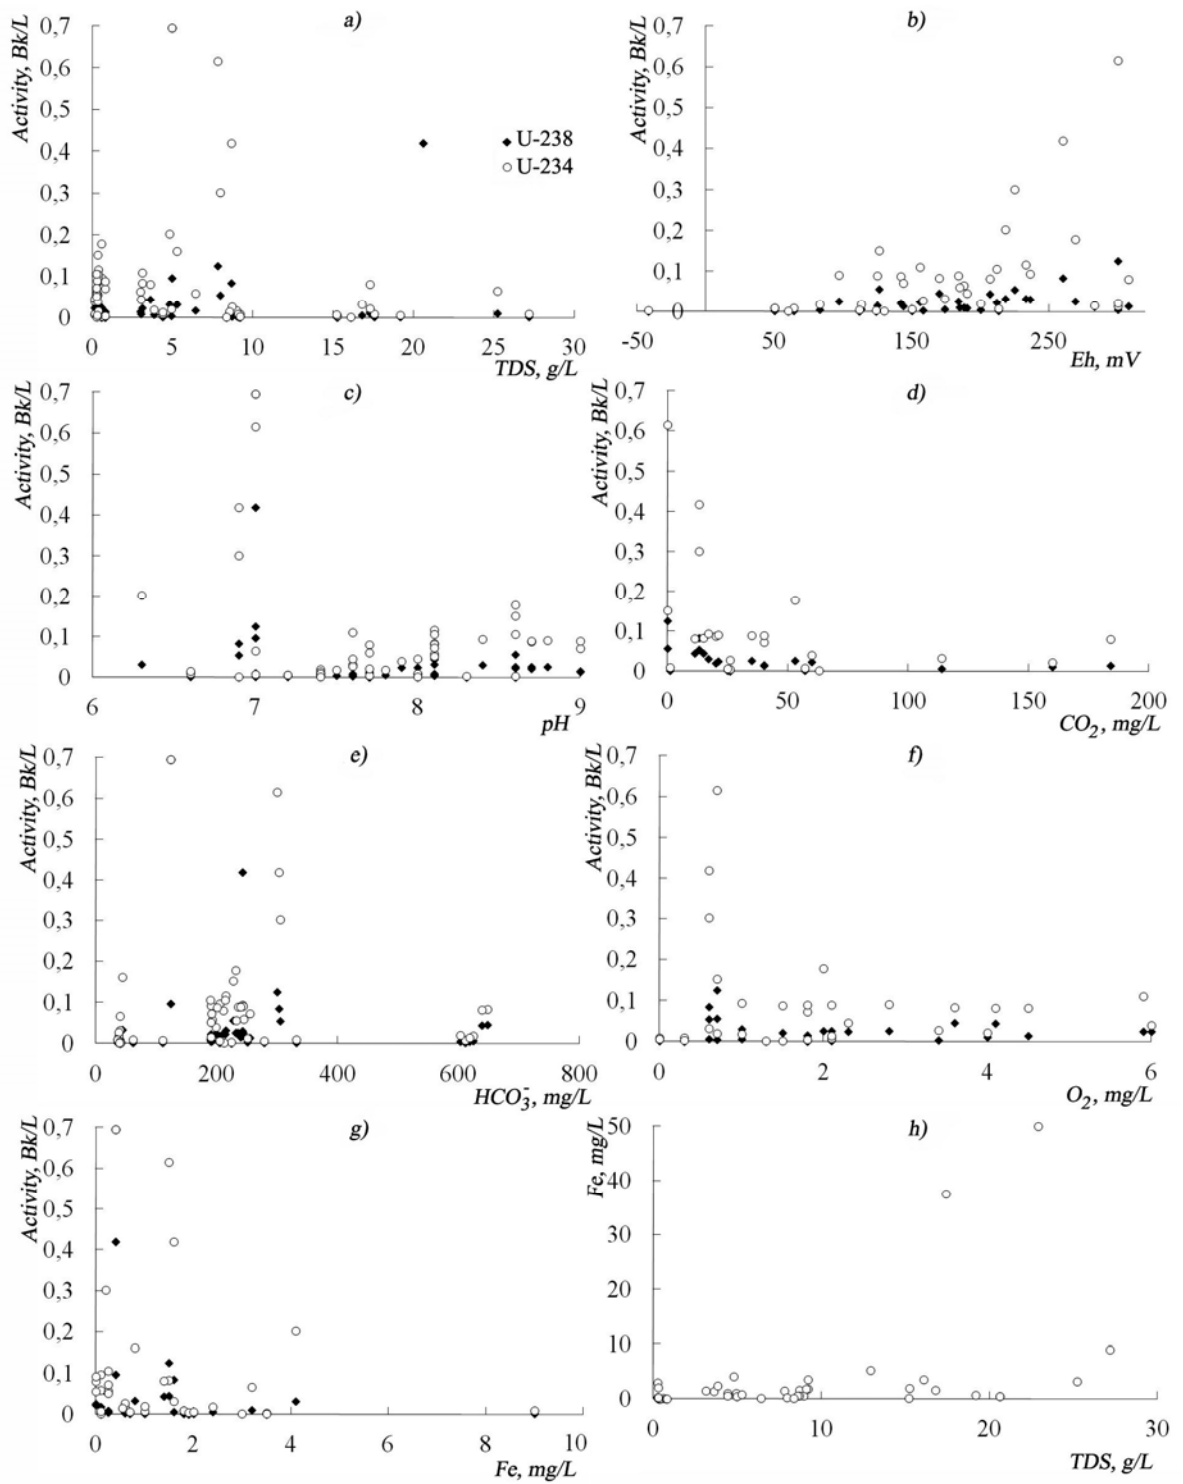 a)
Activity, Bk/L
0,7
0,6
0,5
0,4
0,3
0,2
0,1
0
0 5 10 15 20 25 30
TDS, g/L
U-238
U-234
b)
Activity, Bk/L
0,7
0,6
0,5
0,4
0,3
0,2
0,1
0
-50 50 150 250
Eh, mV
c)
Activity, Bk/L
0,7
0,6
0,5
0,4
0,3
0,2
0,1
0
6 7 8 9
pH
d)
Activity, Bk/L
0,7
0,6
0,5
0,4
0,3
0,2
0,1
0
0 50 100 150 200
CO2, mg/L
e)
Activity, Bk/L
0,7
0,6
0,5
0,4
0,3
0,2
0,1
0
0 200 400 600 800
HCO3-, mg/L
f)
Activity, Bk/L
0,7
0,6
0,5
0,4
0,3
0,2
0,1
0
0 2 4 6
O2, mg/L
g)
Activity, Bk/L
0,7
0,6
0,5
0,4
0,3
0,2
0,1
0
0 2 4 6 8 10
Fe, mg/L
h)
Fe, mg/L
50
40
30
20
10
0
0 10 20 30
TDS, g/L